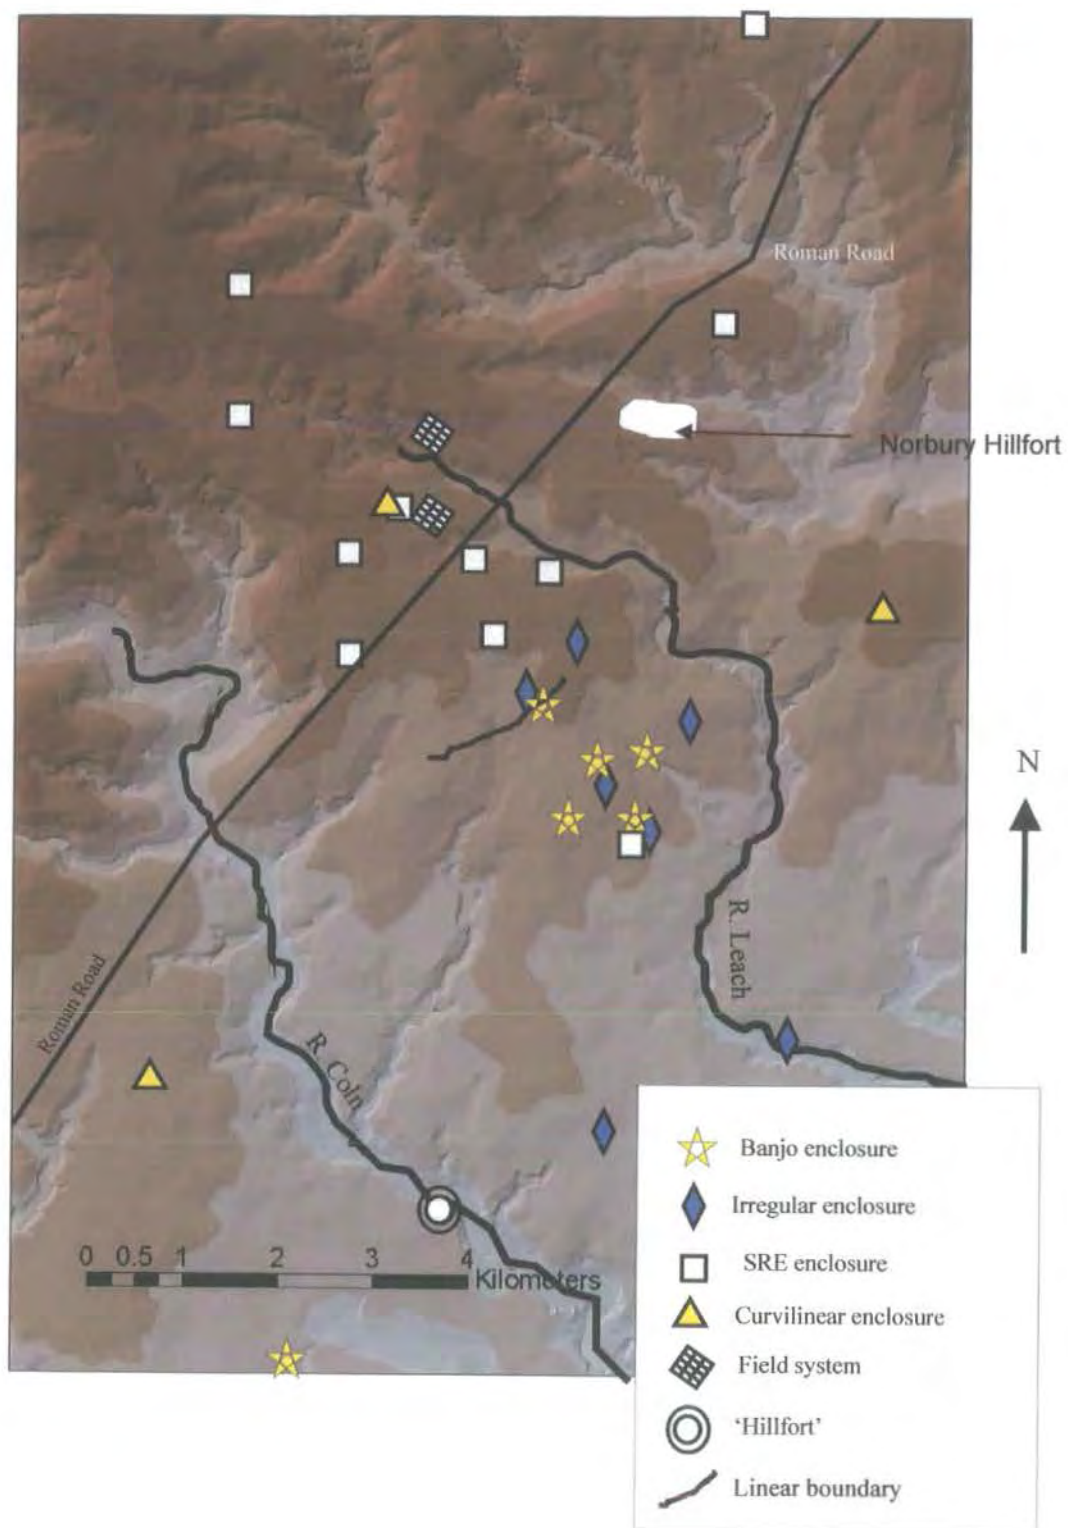 Roman Road
Norbury Hillfort
N
R. Leach
Roman Road
R. Coln
0 0.5 1 2 3 4
Kilometers
Banjo enclosure
Irregular enclosure
SRE enclosure
Curvilinear enclosure
Field system
'Hillfort'
Linear boundary